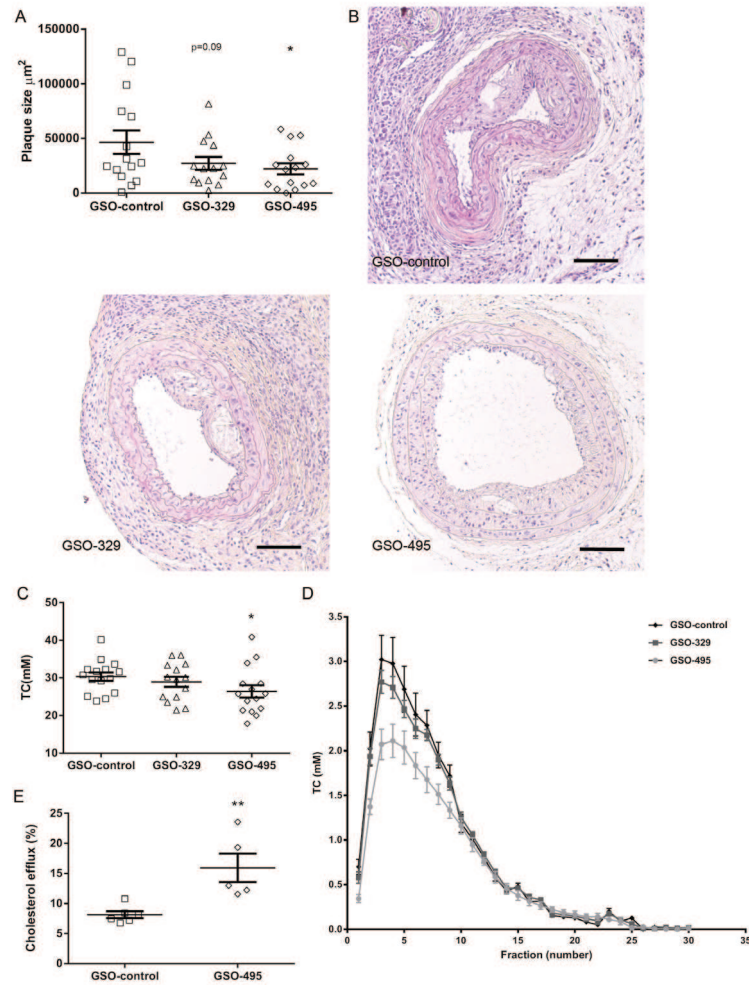 A
B
150000
p=0.09
*
100000
50000
0
Plaque size μm²
GSO-control GSO-329 GSO-495
GSO-control
GSO-329
GSO-495
C
D
50
40
30
20
10
TC(mM)
*
GSO-control GSO-329 GSO-495
3.5
3.0
2.5
2.0
1.5
1.0
0.5
0.0
TC (mM)
GSO-control
GSO-329
GSO-495
0 5 10 15 20 25 30 35
Fraction (number)
E
25
20
15
10
5
0
Cholesterol efflux (%)
**
GSO-control GSO-495